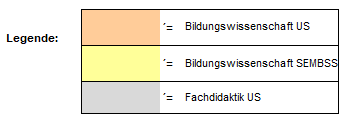 Legende:
´= Bildungswissenschaft US
´= Bildungswissenschaft SEMBSS
´= Fachdidaktik US